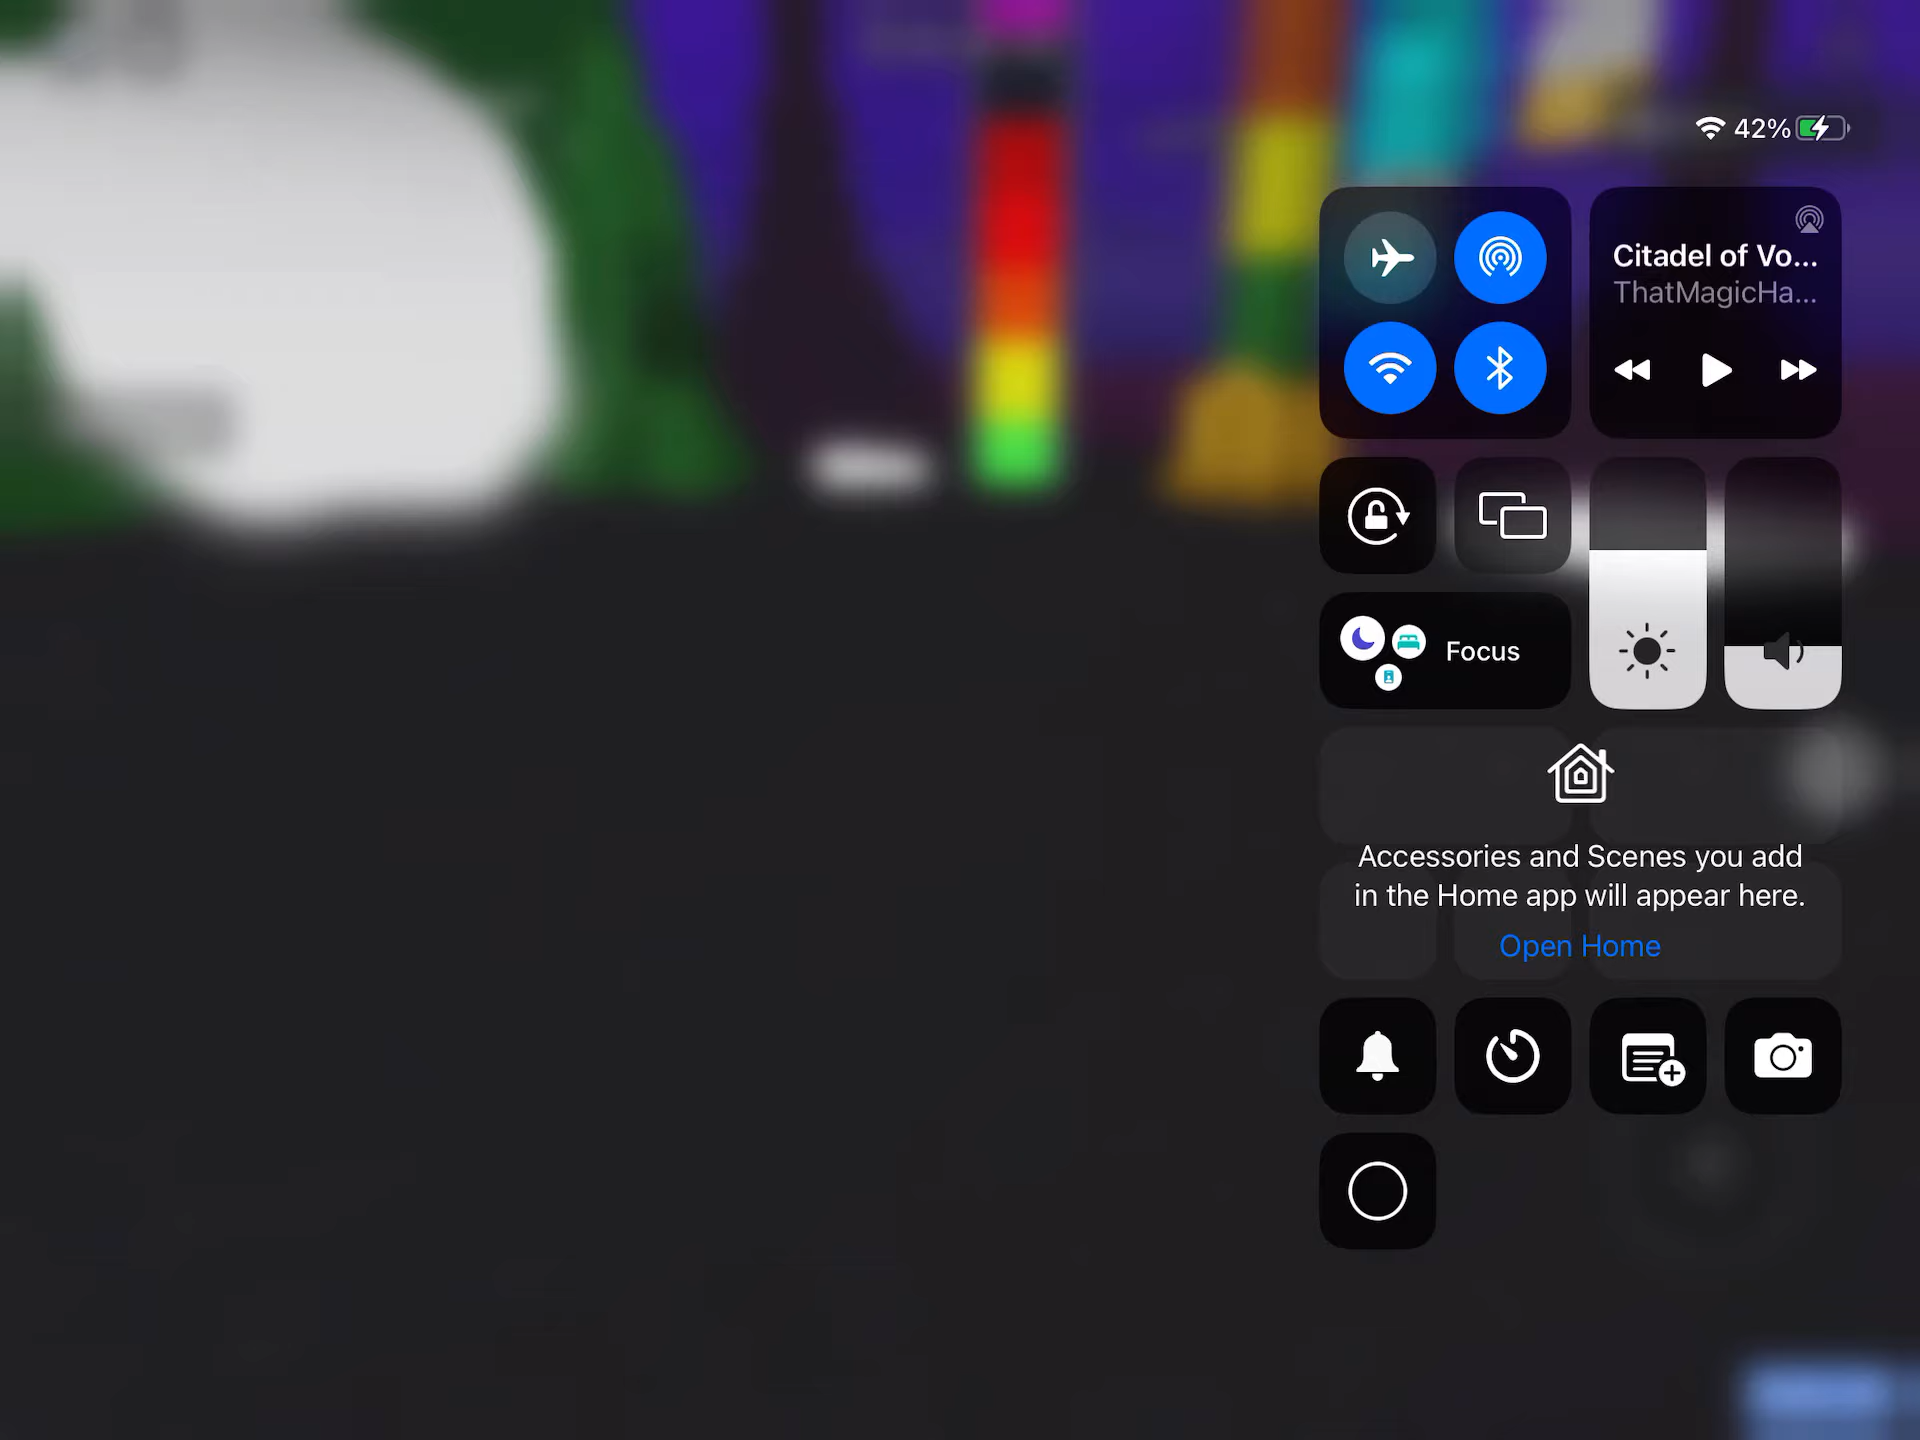 42%
Citadel of Vo...
ThatMagicHa...
Focus
Accessories and Scenes you add
in the Home app will appear here.
Open Home